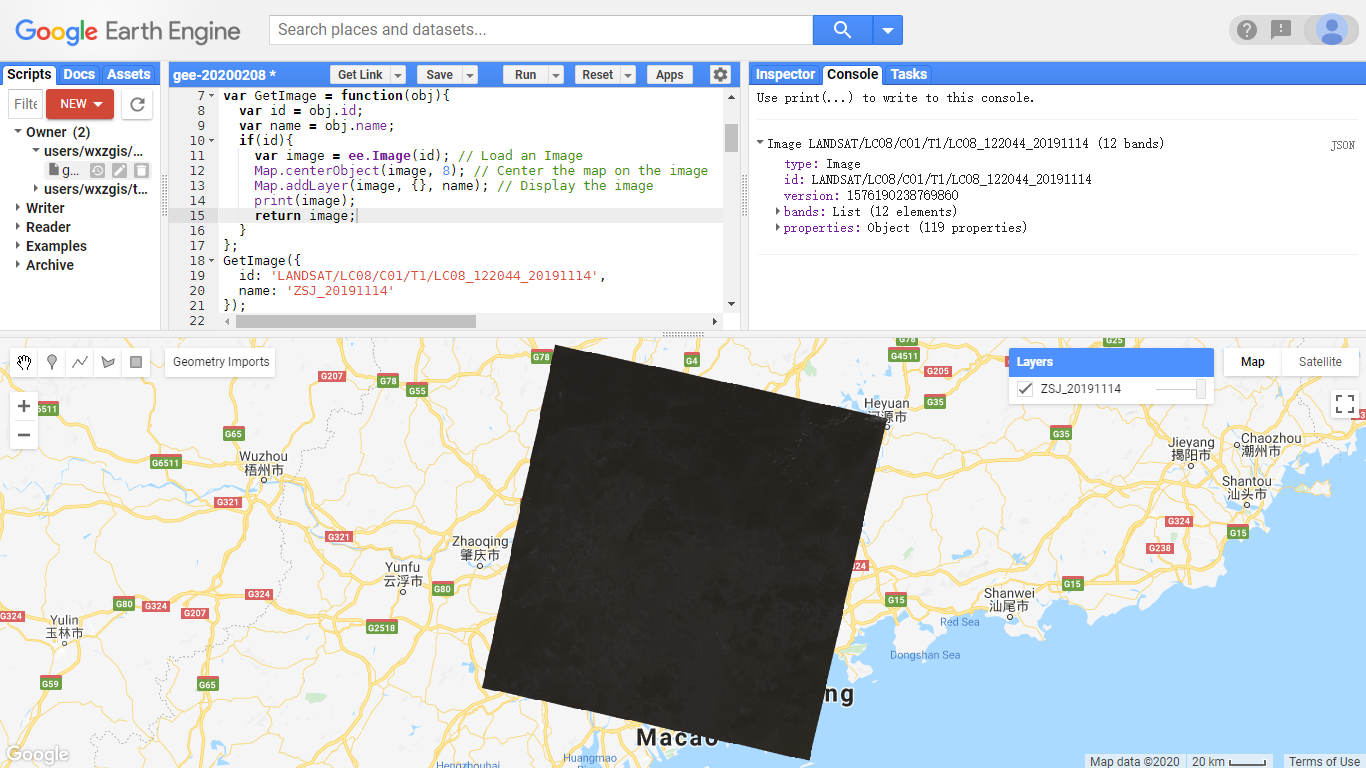 Google Earth Engine
Search places and datasets...
Scripts Docs Assets
gee-20200208 *
Get Link Save Run Reset Apps
Inspector Console Tasks
Filte NEW
Owner (2)
users/wxzgis/...
g...
users/wxzgis/t...
Writer
Reader
Examples
Archive
7 var GetImage = function(obj){
8 var id = obj.id;
9 var name = obj.name;
10 if(id){
11 var image = ee.Image(id); // Load an Image
12 Map.centerObject(image, 8); // Center the map on the image
13 Map.addLayer(image, {}, name); // Display the image
14 print(image);
15 return image;
16 }
17 };
18 GetImage({
19 id: 'LANDSAT/LC08/C01/T1/LC08_122044_20191114',
20 name: 'ZSJ_20191114'
21 });
22
Use print(...) to write to this console.
Image LANDSAT/LC08/C01/T1/LC08_122044_20191114 (12 bands)
JSON
type: Image
id: LANDSAT/LC08/C01/T1/LC08_122044_20191114
version: 1576190238769860
bands: List (12 elements)
properties: Object (119 properties)
Geometry Imports
Layers
ZSJ_20191114
Map Satellite
G78
G4
G78
G4511
G25
G207
G78
G55
G205
G35
6511
Heyuan
河源市
G65
G35
Jieyang
揭阳市
Chaozhou
潮州市
G6511
Wuzhou
梧州市
Shantou
汕头市
G321
G321
G324
G15
Zhaoqing
肇庆市
G238
Yunfu
云浮市
G80
324
G15
G15
Shanwei
汕尾市
G80
G324
G207
G324
G324
Yulin
玉林市
G2518
Red Sea
Dongshan Sea
G59
G65
ng
Macao
Huangmao
Hengzhouhai
Google
Map data ©2020
20 km
Terms of Use